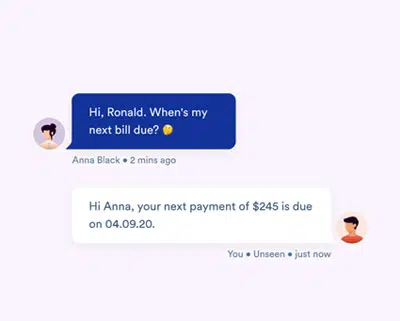 Hi, Ronald. When's my
next bill due? 🤔
Anna Black • 2 mins ago
Hi Anna, your next payment of $245 is due
on 04.09.20.
You • Unseen • just now